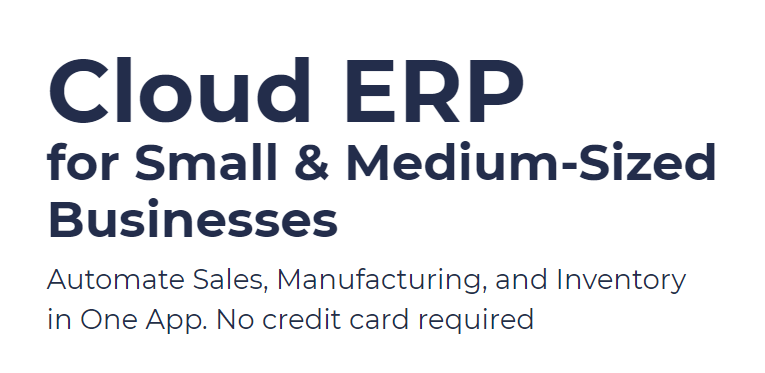 Cloud ERP
for Small & Medium-Sized
Businesses
Automate Sales, Manufacturing, and Inventory
in One App. No credit card required